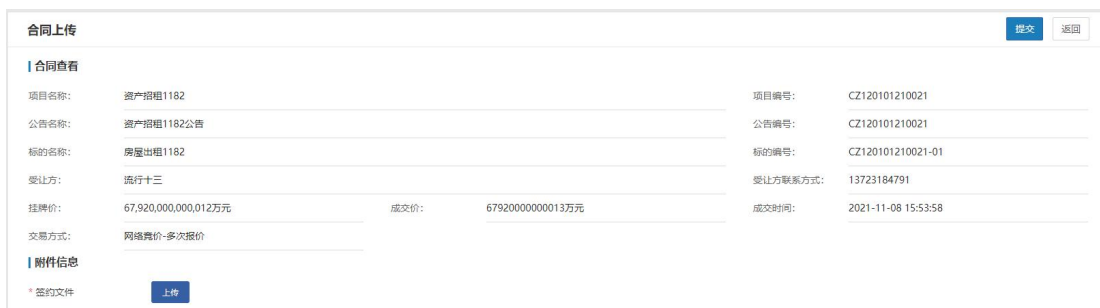 合同上传 提交 返回
合同查看
项目名称: 资产招租1182 项目编号: CZ120101210021
公告名称: 资产招租1182公告 公告编号: CZ120101210021
标的名称: 房屋出租1182 标的编号: CZ120101210021-01
受让方: 流行十三 受让方联系方式: 13723184791
挂牌价: 67,920,000,000,012万元 成交价: 67920000000013万元 成交时间: 2021-11-08 15:53:58
交易方式: 网络竞价-多次报价
附件信息
* 签约文件 上传